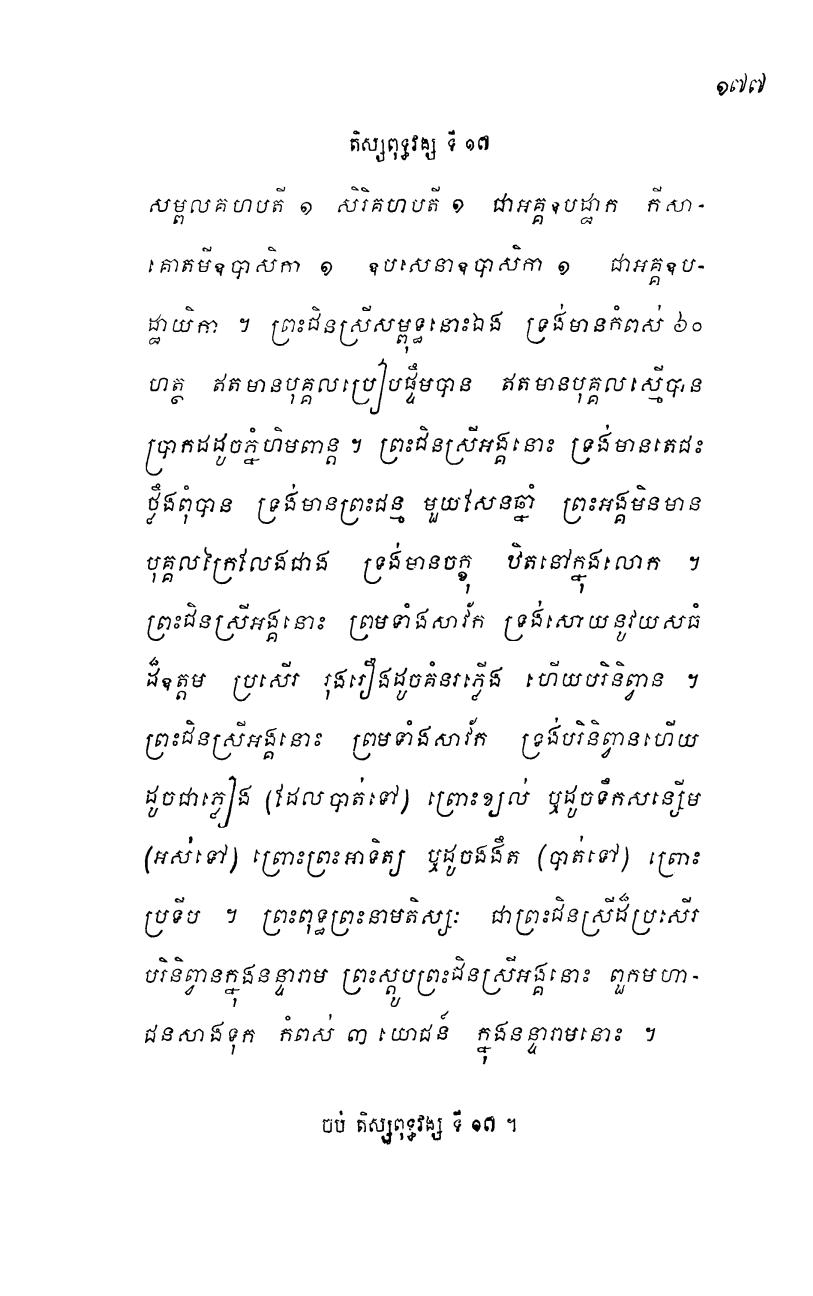 ១៧៧
តិស្សពុទ្ធវង្ស ទី ១៧
សម្ពលគហបតី ១ សិរិគហបតី ១ ជាអគ្គឧបដ្ឋាក កីសា-
គោតមីឧបាសិកា ១ ឧបសេនាឧបាសិកា ១ ជាអគ្គឧប-
ដ្ឋាយិកា ។ ព្រះជិនស្រីសម្ពុទ្ធនោះឯង ទ្រង់មានកំពស់ ៦០
ហត្ថ ឥតមានបុគ្គលប្រៀបផ្ទឹមបាន ឥតមានបុគ្គលស្មើបាន
ប្រាកដដូចភ្នំហិមពាន្ត ។ ព្រះជិនស្រីអង្គនោះ ទ្រង់មានតេជះ
ថ្លឹងពុំបាន ទ្រង់មានព្រះជន្ម មួយសែនឆ្នាំ ព្រះអង្គមិនមាន
បុគ្គលក្រៃលែងជាង ទ្រង់មានចក្ខុ ឋិតនៅក្នុងលោក ។
ព្រះជិនស្រីអង្គនោះ ព្រមទាំងសាវ័ក ទ្រង់សោយនូវយសធំ
ដ៏ឧត្តម ប្រសើរ រុងរឿងដូចគំនរភ្លើង ហើយបរិនិព្វាន ។
ព្រះជិនស្រីអង្គនោះ ព្រមទាំងសាវ័ក ទ្រង់បរិនិព្វានហើយ
ដូចជាភ្លៀង (ដែលបាត់ទៅ) ព្រោះខ្យល់ ឬដូចទឹកសន្សើម
(អស់ទៅ) ព្រោះព្រះអាទិត្យ ឬដូចងងឹត (បាត់ទៅ) ព្រោះ
ប្រទីប ។ ព្រះពុទ្ធព្រះនាមតិស្សៈ ជាព្រះជិនស្រីដ៏ប្រសើរ
បរិនិព្វានក្នុងនន្ទារាម ព្រះស្តូបព្រះជិនស្រីអង្គនោះ ពួកមហា-
ជនសាងទុក កំពស់ ៣ យោជន៍ ក្នុងនន្ទារាមនោះ ។
ចប់ តិស្សពុទ្ធវង្ស ទី ១៧ ។